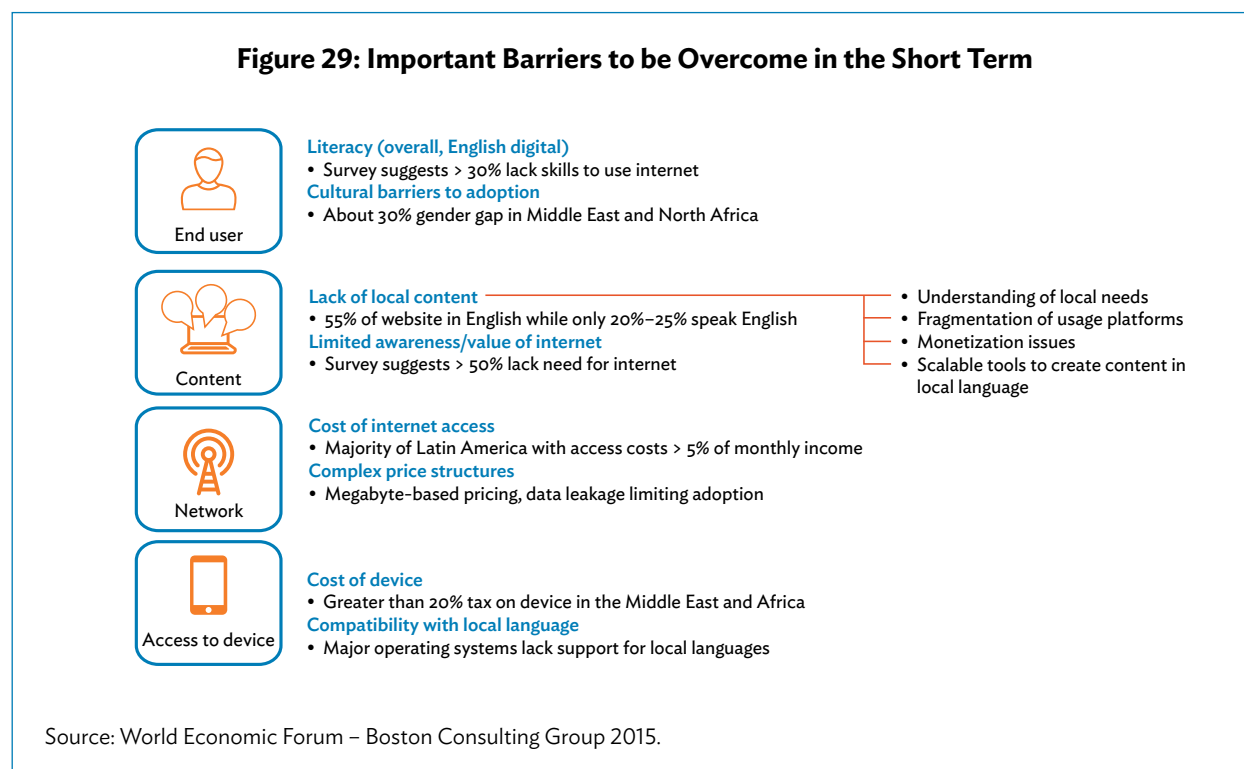 Figure 29: Important Barriers to be Overcome in the Short Term
End user
Literacy (overall, English digital)
• Survey suggests > 30% lack skills to use internet
Cultural barriers to adoption
• About 30% gender gap in Middle East and North Africa
Content
Lack of local content
• 55% of website in English while only 20%–25% speak English
Limited awareness/value of internet
• Survey suggests > 50% lack need for internet
• Understanding of local needs
• Fragmentation of usage platforms
• Monetization issues
• Scalable tools to create content in
local language
Network
Cost of internet access
• Majority of Latin America with access costs > 5% of monthly income
Complex price structures
• Megabyte-based pricing, data leakage limiting adoption
Access to device
Cost of device
• Greater than 20% tax on device in the Middle East and Africa
Compatibility with local language
• Major operating systems lack support for local languages
Source: World Economic Forum – Boston Consulting Group 2015.